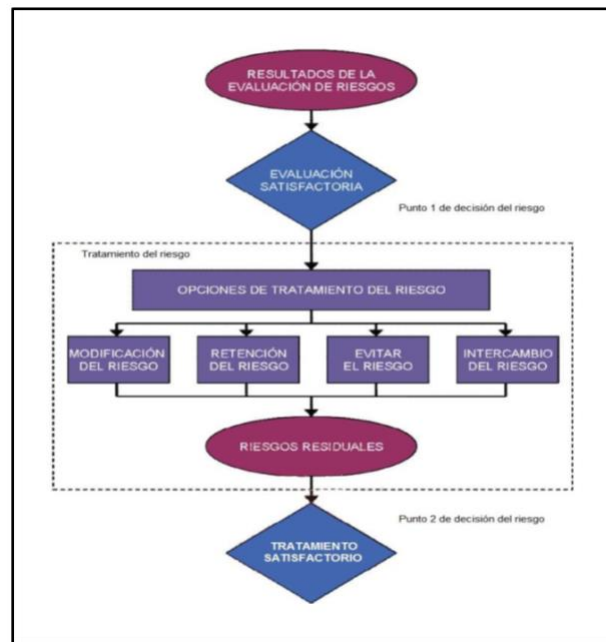 RESULTADOS DE LA
EVALUACIÓN DE RIESGOS
EVALUACIÓN
SATISFACTORIA
Punto 1 de decisión del riesgo
Tratamiento del riesgo
OPCIONES DE TRATAMIENTO DEL RIESGO
MODIFICACIÓN
DEL RIESGO
RETENCIÓN
DEL RIESGO
EVITAR
EL RIESGO
INTERCAMBIO
DEL RIESGO
RIESGOS RESIDUALES
Punto 2 de decisión del riesgo
TRATAMIENTO
SATISFACTORIO